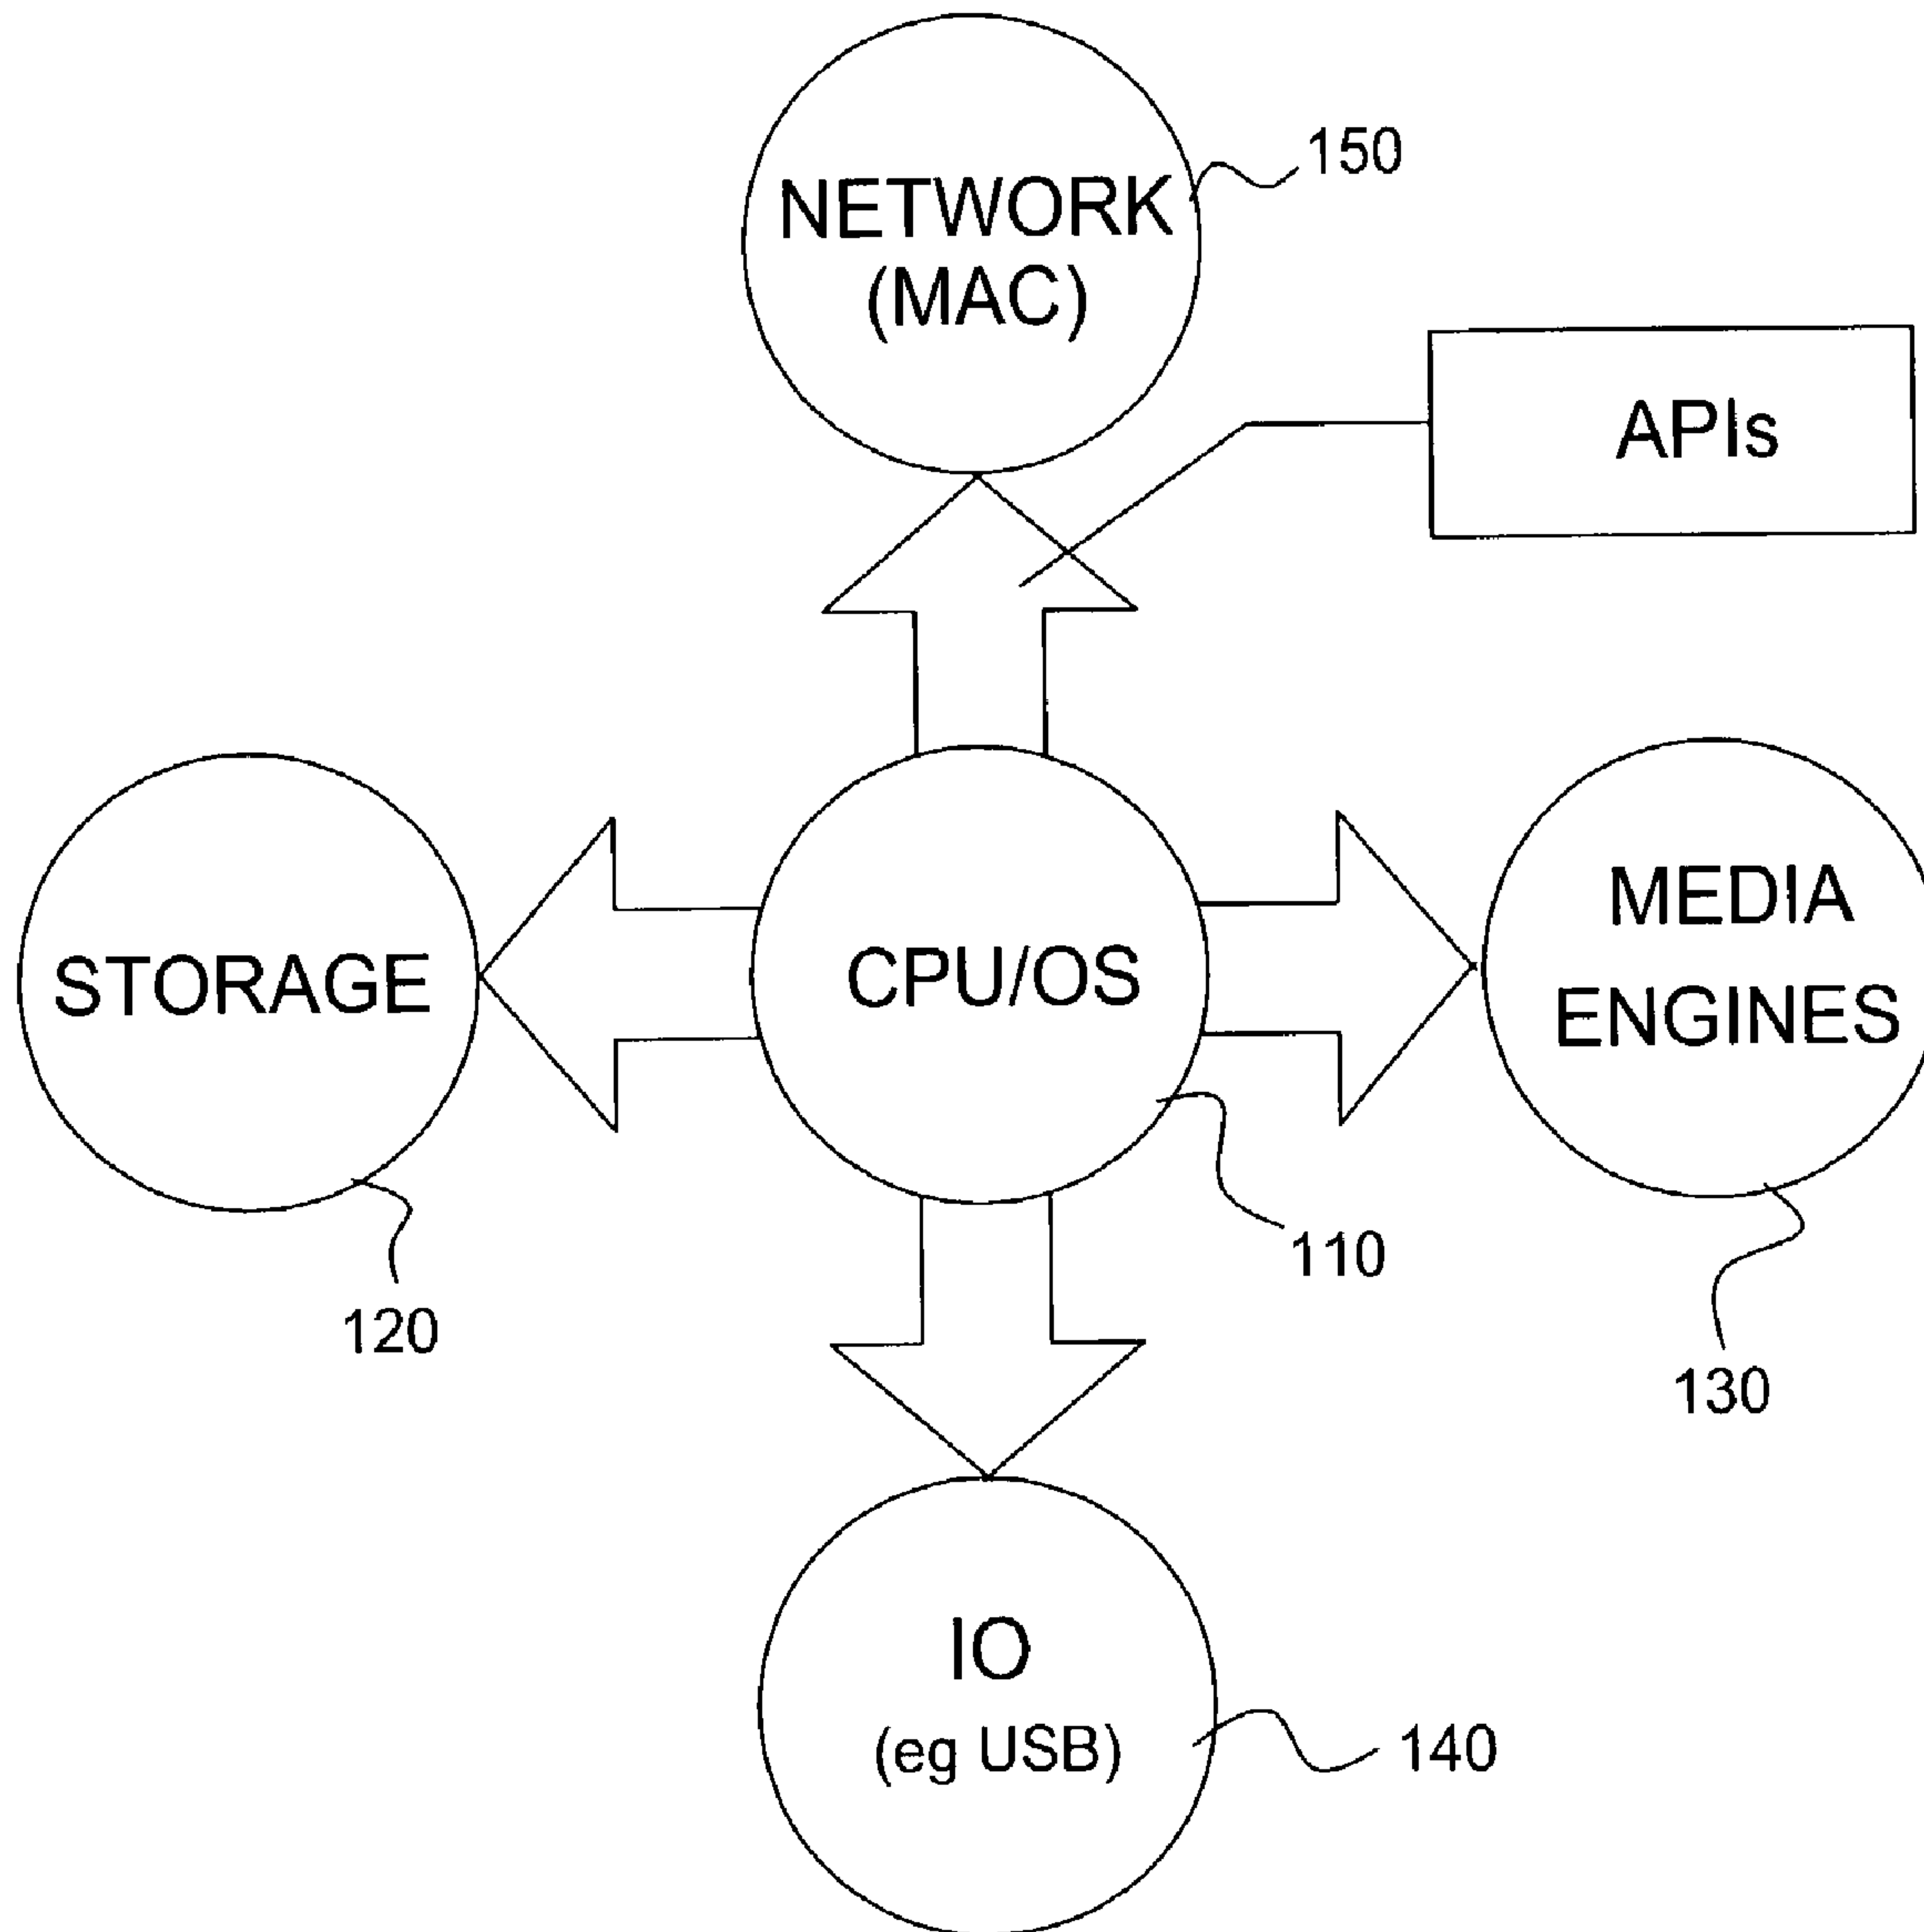 NETWORK
(MAC)
150
APIs
STORAGE
CPU/OS
MEDIA
ENGINES
110
120
130
IO
(eg USB)
140